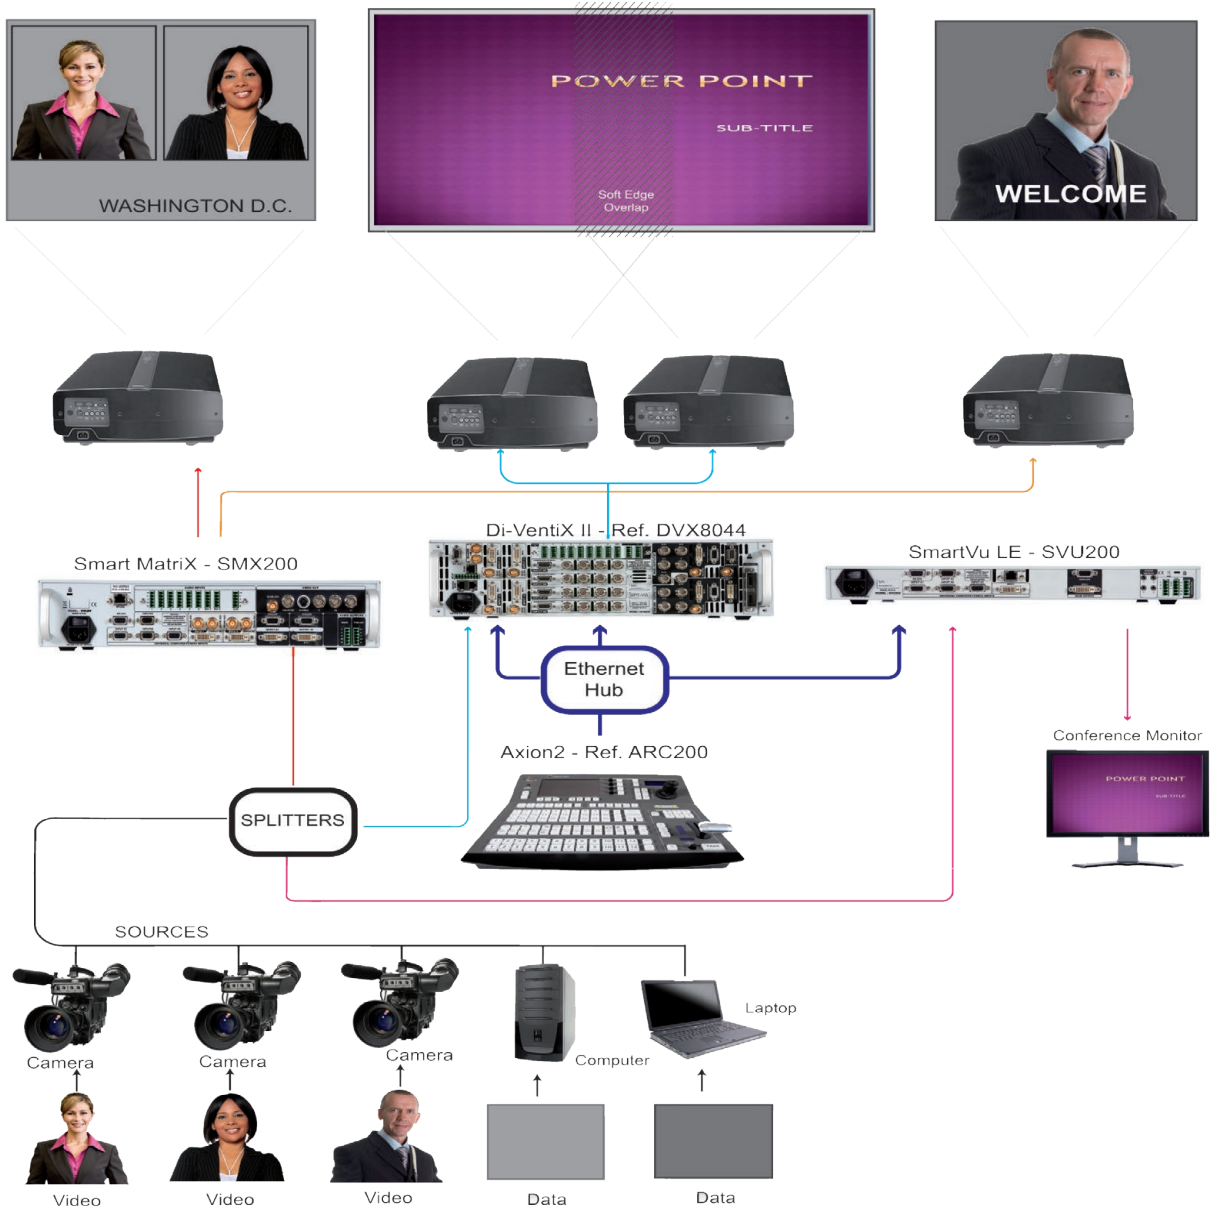 WASHINGTON D.C.
POWER POINT
SUB-TITLE
Soft Edge
Overlap
WELCOME
Smart MatriX - SMX200
Di-VentiX II - Ref. DVX8044
SmartVu LE - SVU200
Ethernet
Hub
Axion2 - Ref. ARC200
Conference Monitor
POWER POINT
SUB-TITLE
SPLITTERS
SOURCES
Camera
Camera
Camera
Computer
Laptop
Video
Video
Video
Data
Data